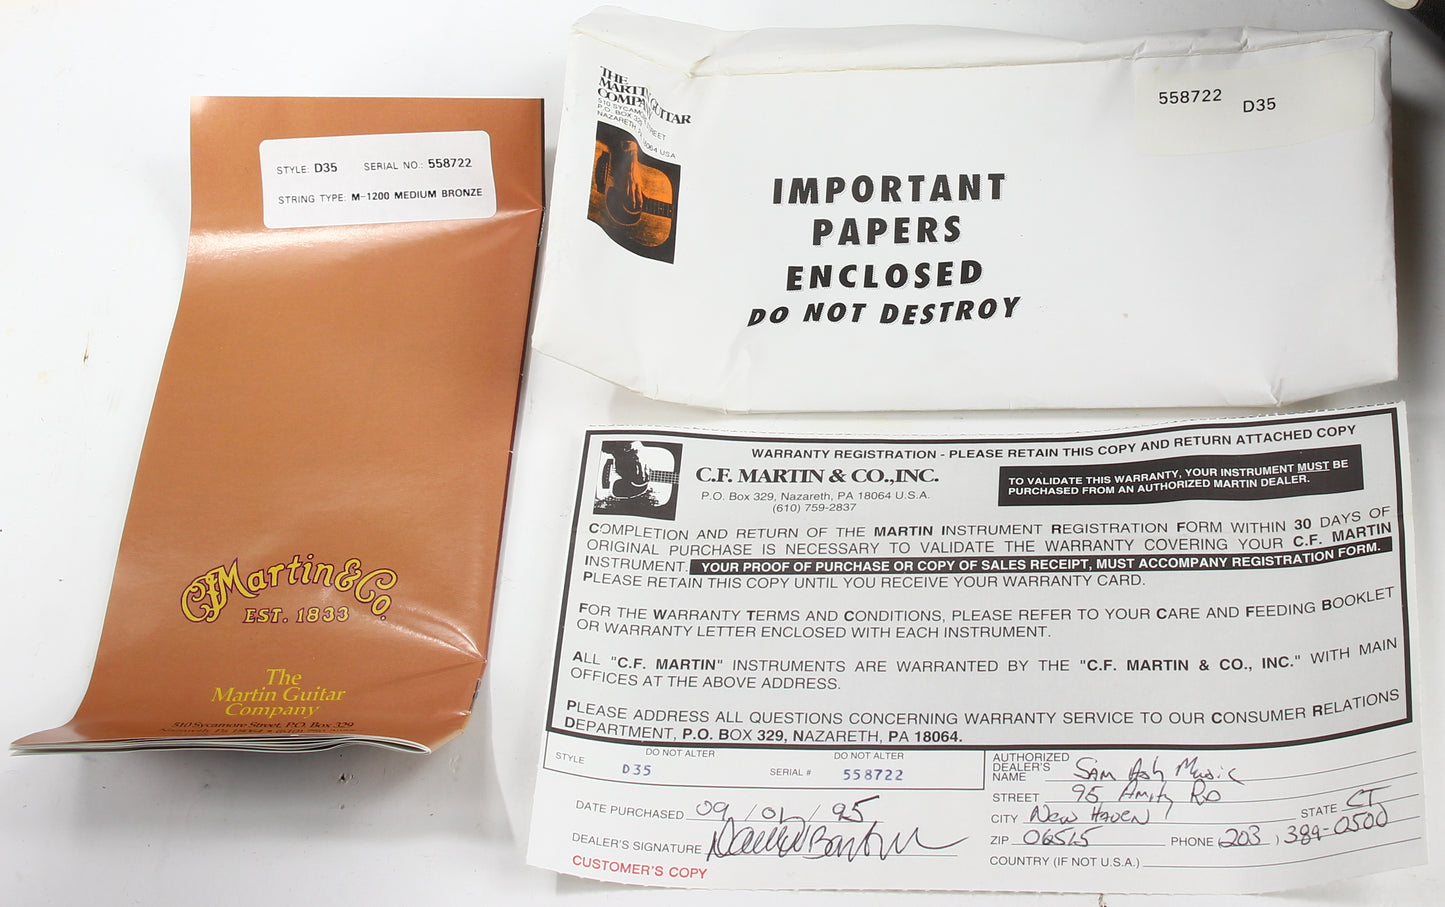 STYLE: D35 SERIAL NO.: 558722
STRING TYPE: M-1200 MEDIUM BRONZE
CF Martin & Co.
EST. 1833
The
Martin Guitar
Company
510 Sycamore Street, P.O. Box 329
THE
MARTIN GUITAR
COMPANY
510 SYCAMORE STREET
P.O. BOX 329
NAZARETH, PA 18064 USA
558722 D35
IMPORTANT
PAPERS
ENCLOSED
DO NOT DESTROY
WARRANTY REGISTRATION - PLEASE RETAIN THIS COPY AND RETURN ATTACHED COPY
C.F. MARTIN & CO., INC.
P.O. Box 329, Nazareth, PA 18064 U.S.A.
(610) 759-2837
TO VALIDATE THIS WARRANTY, YOUR INSTRUMENT MUST BE
PURCHASED FROM AN AUTHORIZED MARTIN DEALER.
COMPLETION AND RETURN OF THE MARTIN INSTRUMENT REGISTRATION FORM WITHIN 30 DAYS OF
ORIGINAL PURCHASE IS NECESSARY TO VALIDATE THE WARRANTY COVERING YOUR C.F. MARTIN
INSTRUMENT. YOUR PROOF OF PURCHASE OR COPY OF SALES RECEIPT, MUST ACCOMPANY REGISTRATION FORM.
PLEASE RETAIN THIS COPY UNTIL YOU RECEIVE YOUR WARRANTY CARD.
FOR THE WARRANTY TERMS AND CONDITIONS, PLEASE REFER TO YOUR CARE AND FEEDING BOOKLET
OR WARRANTY LETTER ENCLOSED WITH EACH INSTRUMENT.
ALL "C.F. MARTIN" INSTRUMENTS ARE WARRANTED BY THE "C.F. MARTIN & CO., INC." WITH MAIN
OFFICES AT THE ABOVE ADDRESS.
PLEASE ADDRESS ALL QUESTIONS CONCERNING WARRANTY SERVICE TO OUR CONSUMER RELATIONS
DEPARTMENT, P.O. BOX 329, NAZARETH, PA 18064.
STYLE DO NOT ALTER D35 SERIAL # DO NOT ALTER 558722
DATE PURCHASED 09 / 01 / 95
DEALER'S SIGNATURE
CUSTOMER'S COPY
AUTHORIZED
DEALER'S
NAME Sam Ash Music
STREET 95 Amity RD
CITY New Haven STATE CT
ZIP 06515 PHONE (203) 389-0500
COUNTRY (IF NOT U.S.A.)